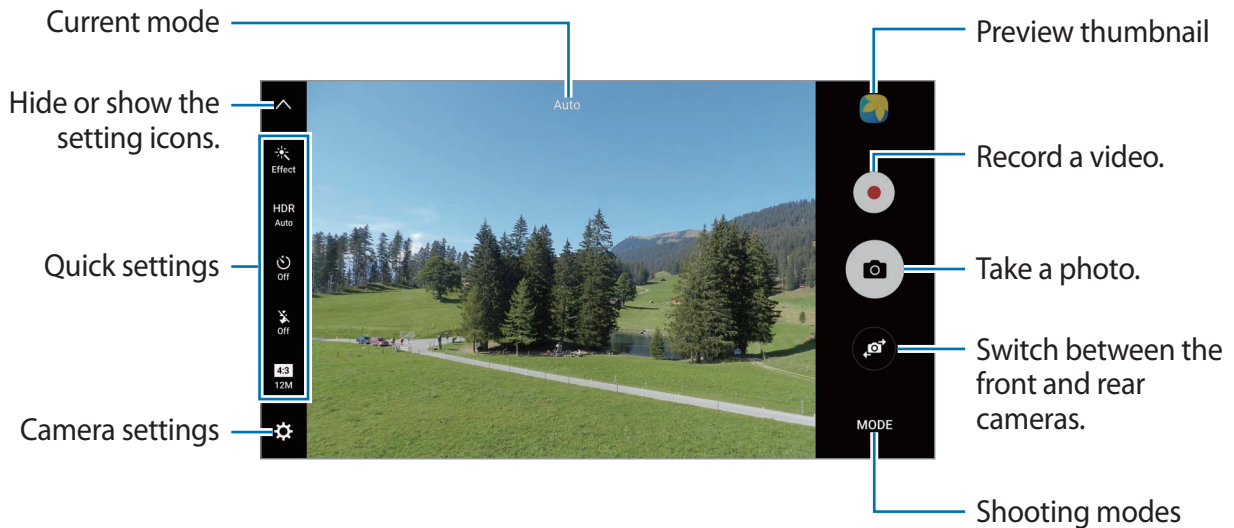 Current mode
Hide or show the
setting icons.
Quick settings
Camera settings
Auto
Effect
HDR
Auto
Off
Off
4:3
12M
MODE
Preview thumbnail
Record a video.
Take a photo.
Switch between the
front and rear
cameras.
Shooting modes